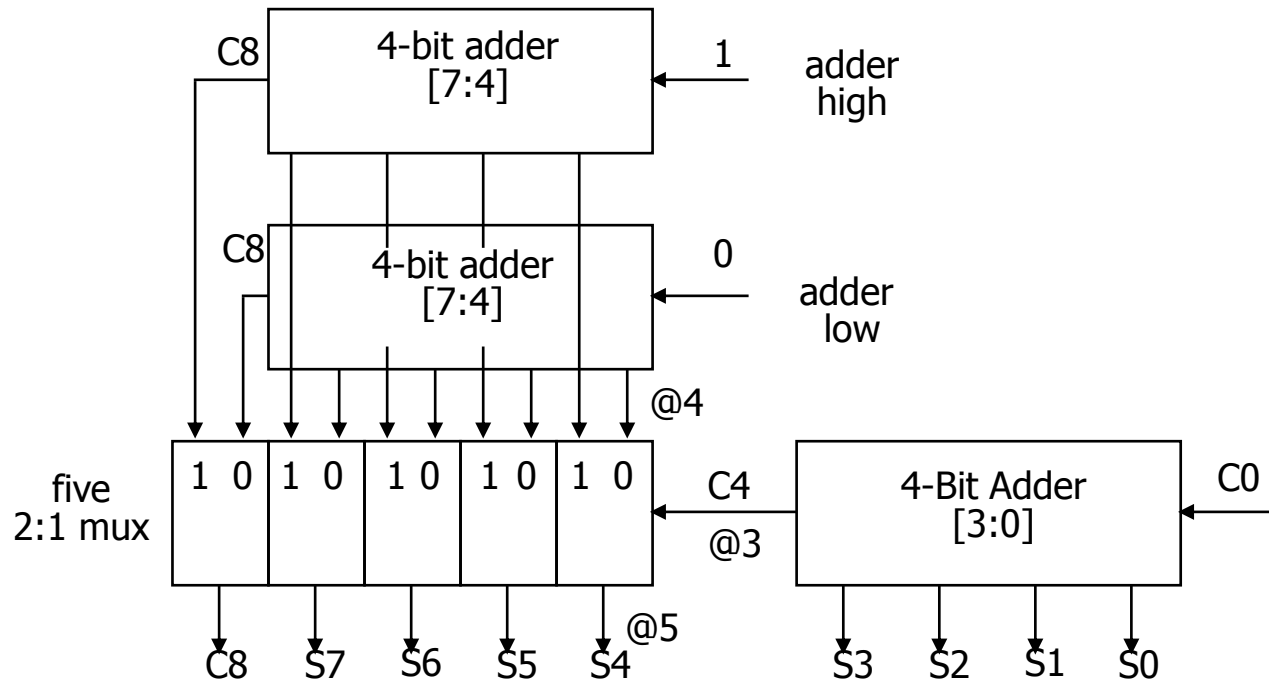 C8
4-bit adder
[7:4]
1
adder
high
C8
4-bit adder
[7:4]
0
adder
low
@4
five
2:1 mux
1 0 1 0 1 0 1 0 1 0
C4
@3
4-Bit Adder
[3:0]
C0
@5
C8 S7 S6 S5 S4 S3 S2 S1 S0